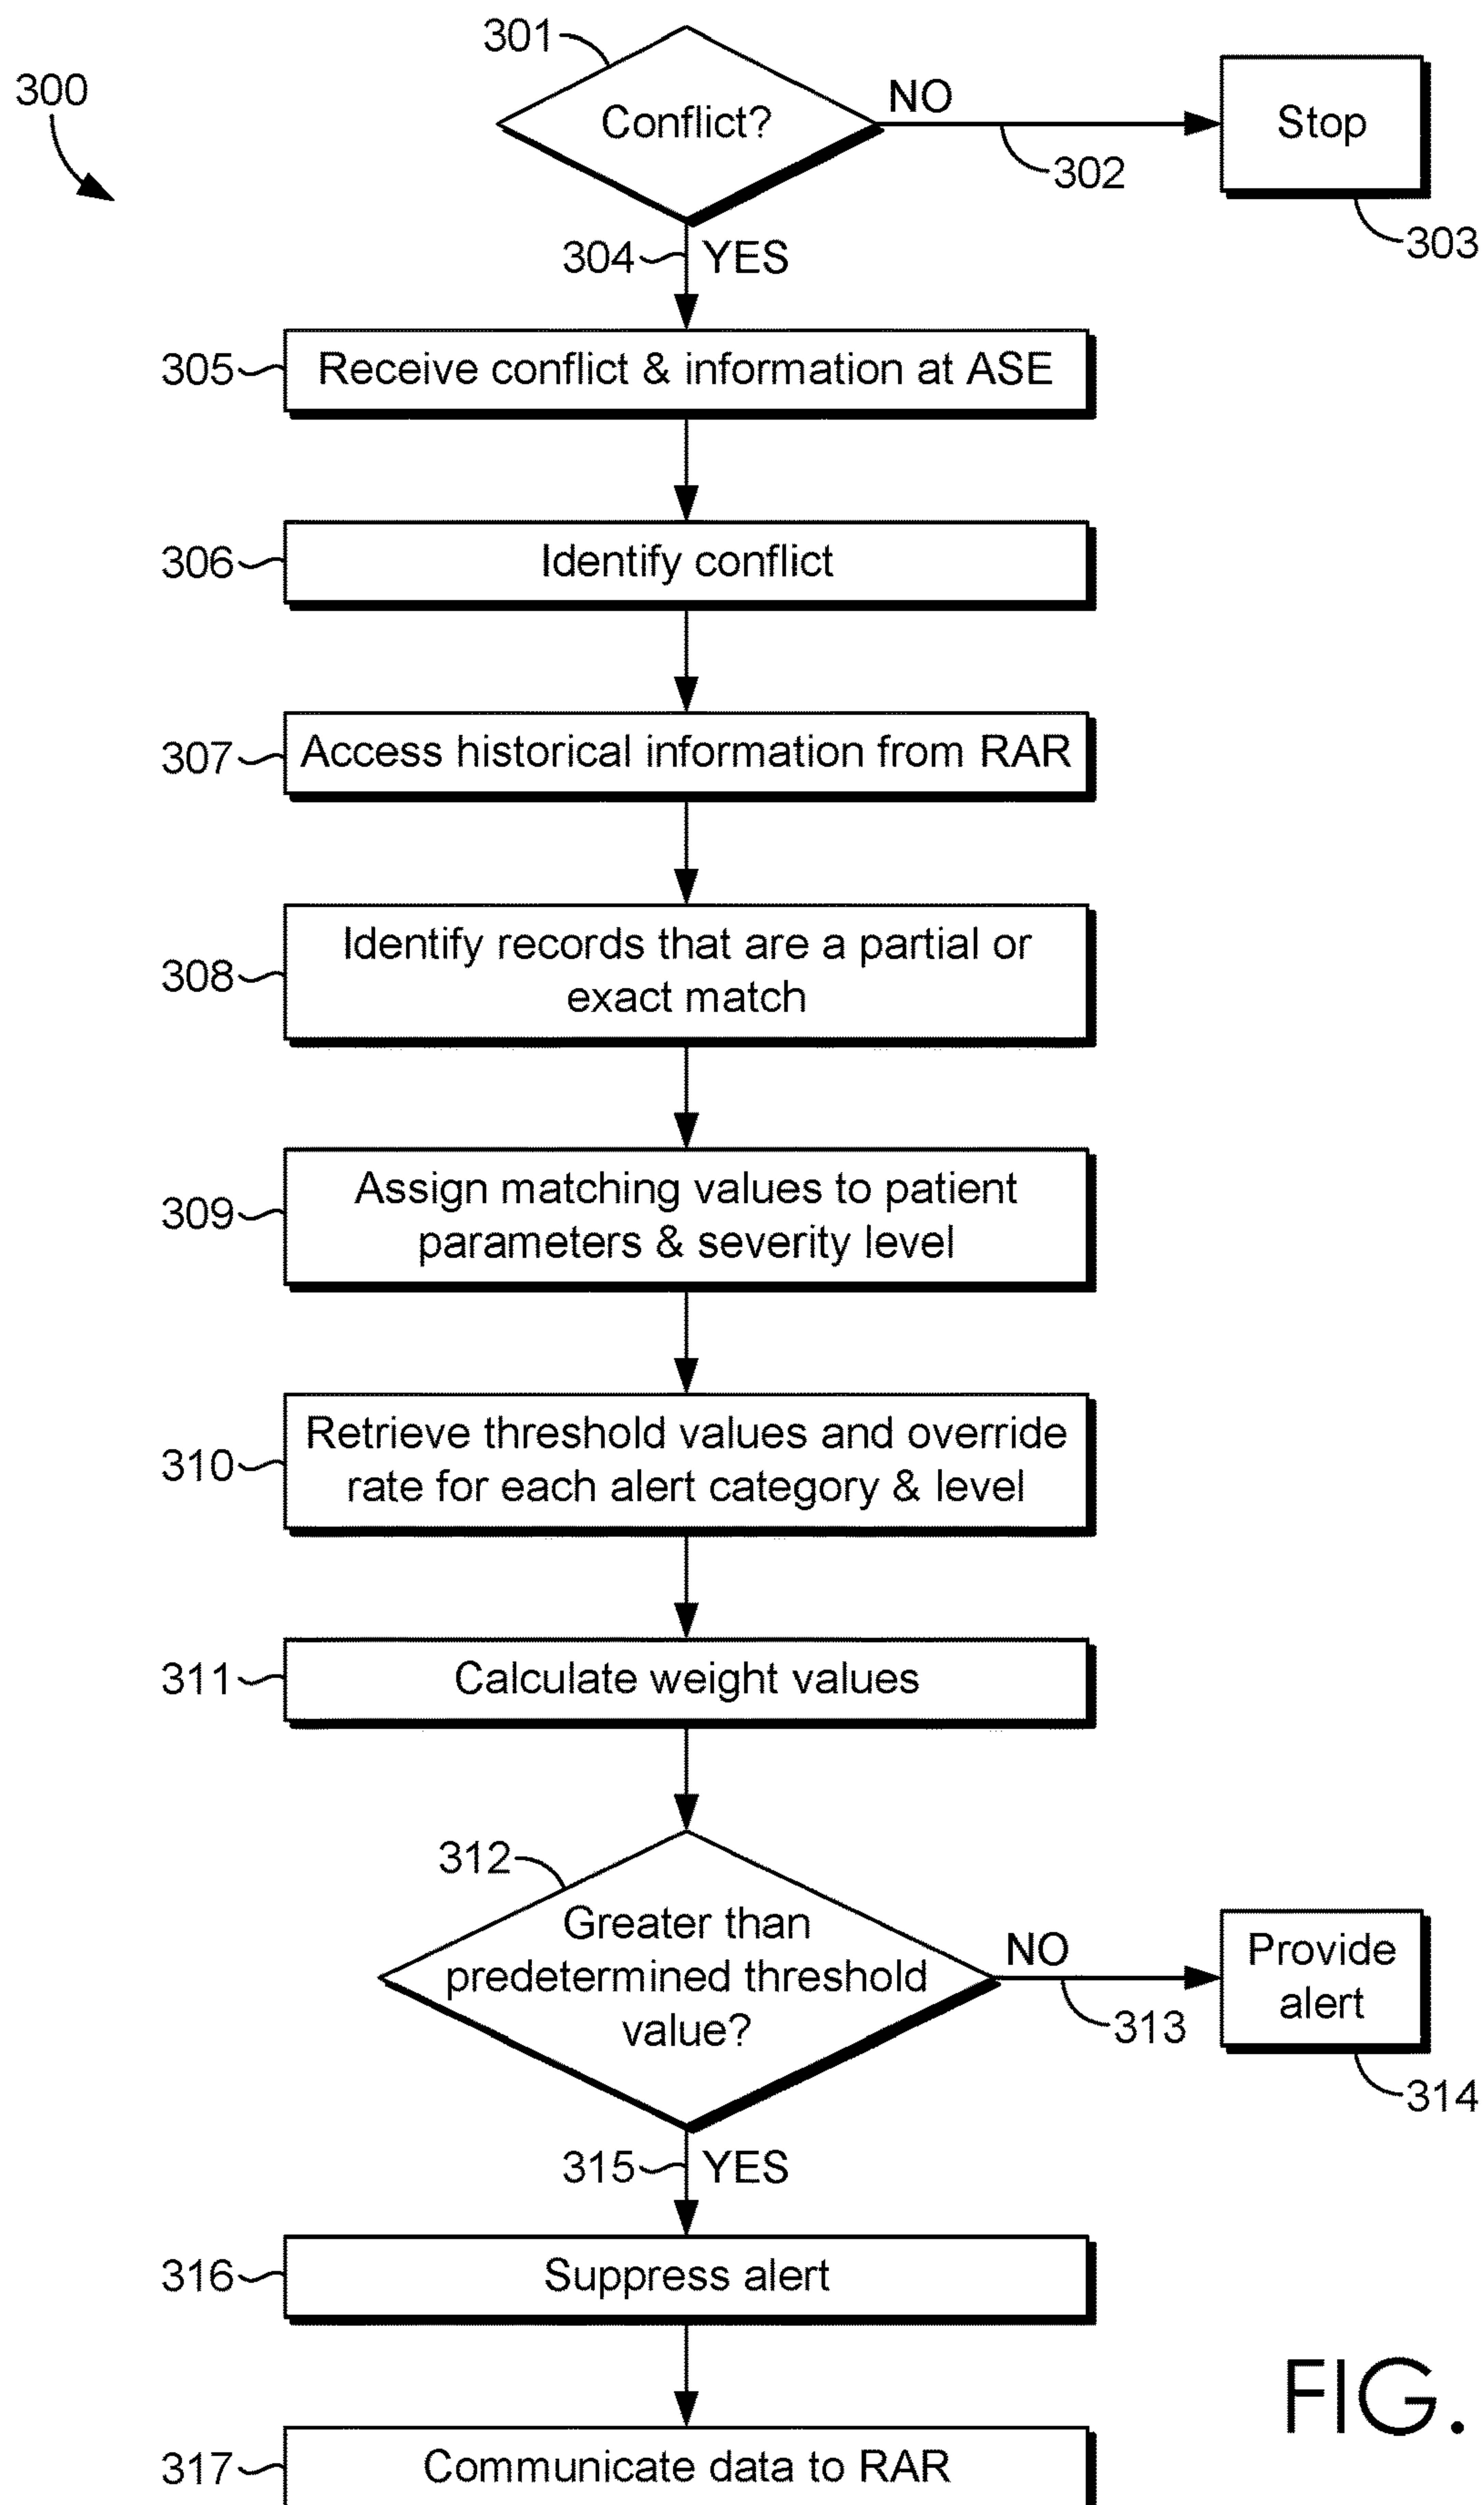 301
300
Conflict?
NO
302
Stop
303
304
YES
305
Receive conflict & information at ASE
306
Identify conflict
307
Access historical information from RAR
308
Identify records that are a partial or
exact match
309
Assign matching values to patient
parameters & severity level
310
Retrieve threshold values and override
rate for each alert category & level
311
Calculate weight values
312
Greater than
predetermined threshold
value?
NO
313
Provide
alert
314
315
YES
316
Suppress alert
317
Communicate data to RAR
FIG.